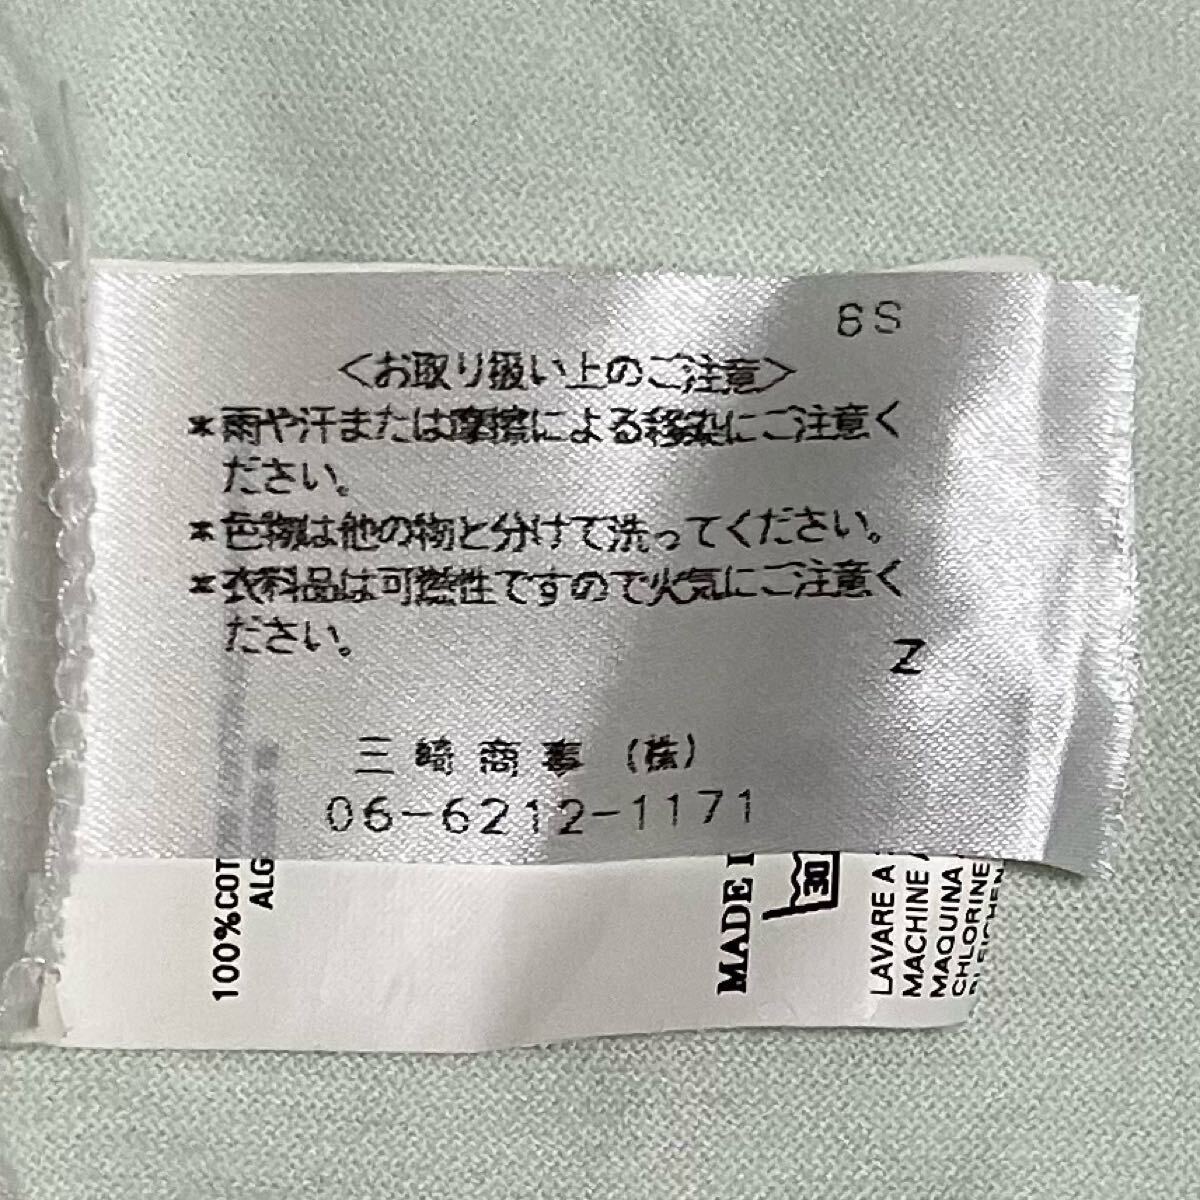 8S
<お取り扱い上のご注意>
*雨や汗または摩擦による移染にご注意く
ださい。
*色物は他の物と分けて洗ってください。
*衣料品は可燃性ですので火気にご注意く
ださい。
Z
三崎商事(株)
06-6212-1171
100%COT
ALG
MADE I
30
LAVARE A
MACHINE
MAQUINA
CHLORINE